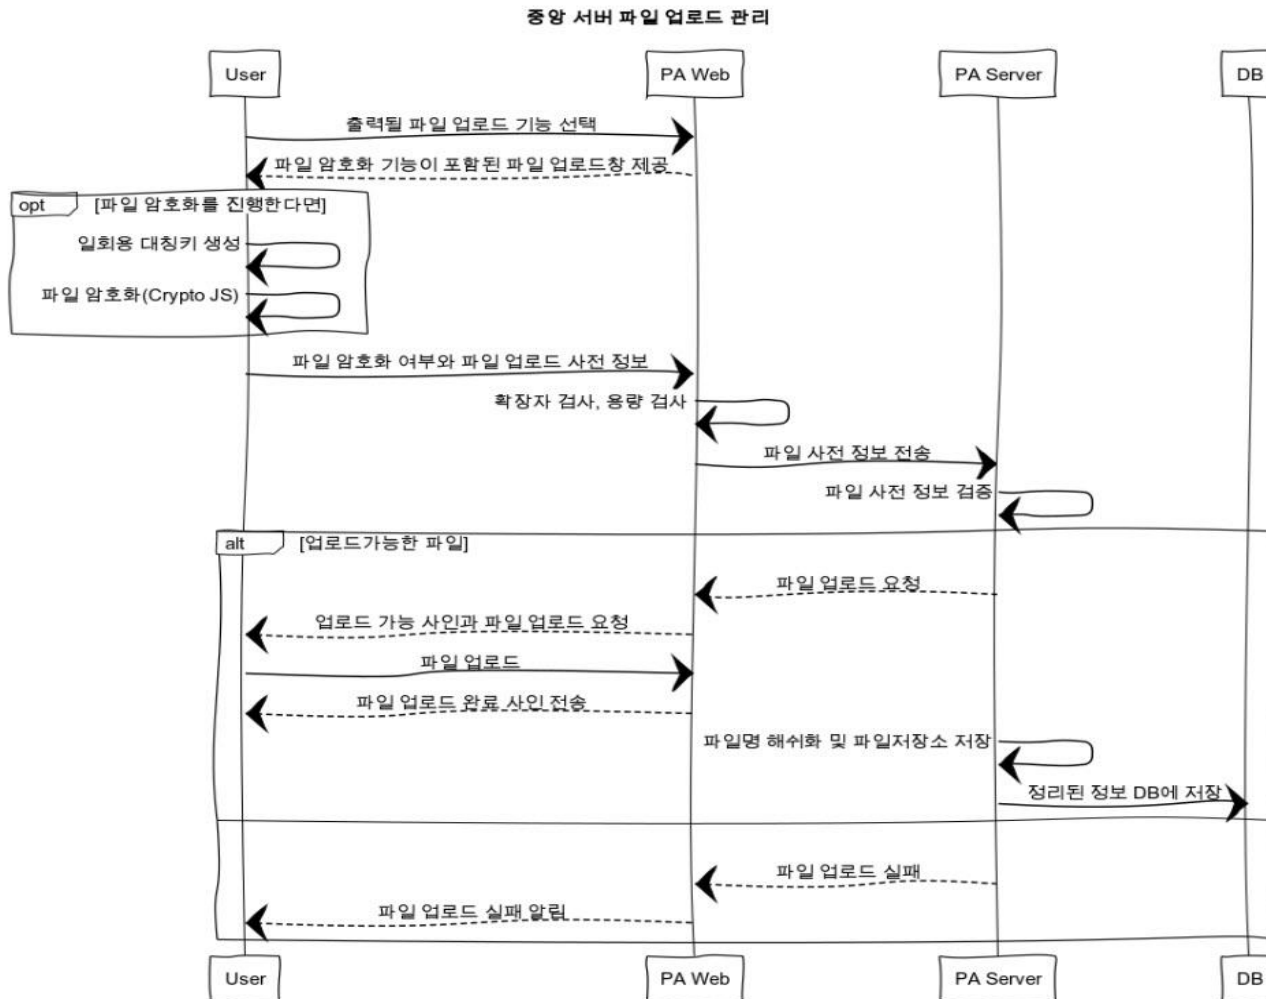 중앙 서버 파일 업로드 관리
User
PA Web
PA Server
DB
출력될 파일 업로드 기능 선택
파일 암호화 기능이 포함된 파일 업로드창 제공
opt
[파일 암호화를 진행한다면]
일회용 대칭키 생성
파일 암호화(Crypto JS)
파일 암호화 여부와 파일 업로드 사전 정보
확장자 검사, 용량 검사
파일 사전 정보 전송
파일 사전 정보 검증
alt
[업로드가능한 파일]
파일 업로드 요청
업로드 가능 사인과 파일 업로드 요청
파일 업로드
파일 업로드 완료 사인 전송
파일명 해쉬화 및 파일저장소 저장
정리된 정보 DB에 저장
파일 업로드 실패
파일 업로드 실패 알림
User
PA Web
PA Server
DB